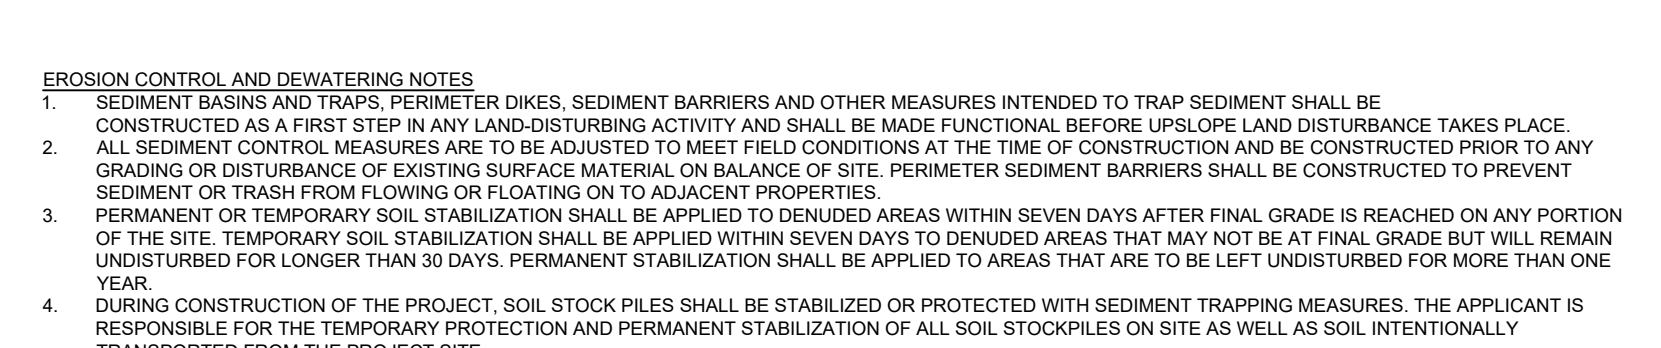 EROSION CONTROL AND DEWATERING NOTES
1. SEDIMENT BASINS AND TRAPS, PERIMETER DIKES, SEDIMENT BARRIERS AND OTHER MEASURES INTENDED TO TRAP SEDIMENT SHALL BE
CONSTRUCTED AS A FIRST STEP IN ANY LAND-DISTURBING ACTIVITY AND SHALL BE MADE FUNCTIONAL BEFORE UPSLOPE LAND DISTURBANCE TAKES PLACE.
2. ALL SEDIMENT CONTROL MEASURES ARE TO BE ADJUSTED TO MEET FIELD CONDITIONS AT THE TIME OF CONSTRUCTION AND BE CONSTRUCTED PRIOR TO ANY
GRADING OR DISTURBANCE OF EXISTING SURFACE MATERIAL ON BALANCE OF SITE. PERIMETER SEDIMENT BARRIERS SHALL BE CONSTRUCTED TO PREVENT
SEDIMENT OR TRASH FROM FLOWING OR FLOATING ON TO ADJACENT PROPERTIES.
3. PERMANENT OR TEMPORARY SOIL STABILIZATION SHALL BE APPLIED TO DENUDED AREAS WITHIN SEVEN DAYS AFTER FINAL GRADE IS REACHED ON ANY PORTION
OF THE SITE. TEMPORARY SOIL STABILIZATION SHALL BE APPLIED WITHIN SEVEN DAYS TO DENUDED AREAS THAT MAY NOT BE AT FINAL GRADE BUT WILL REMAIN
UNDISTURBED FOR LONGER THAN 30 DAYS. PERMANENT STABILIZATION SHALL BE APPLIED TO AREAS THAT ARE TO BE LEFT UNDISTURBED FOR MORE THAN ONE
YEAR.
4. DURING CONSTRUCTION OF THE PROJECT, SOIL STOCK PILES SHALL BE STABILIZED OR PROTECTED WITH SEDIMENT TRAPPING MEASURES. THE APPLICANT IS
RESPONSIBLE FOR THE TEMPORARY PROTECTION AND PERMANENT STABILIZATION OF ALL SOIL STOCKPILES ON SITE AS WELL AS SOIL INTENTIONALLY
TRANSPORTED FROM THE PROJECT SITE